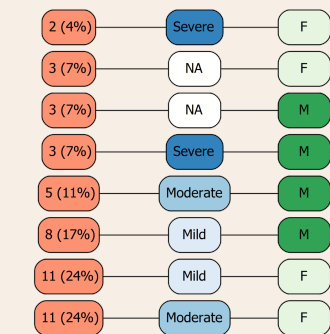 2 (4%) Severe F
3 (7%) NA F
3 (7%) NA M
3 (7%) Severe M
5 (11%) Moderate M
8 (17%) Mild M
11 (24%) Mild F
11 (24%) Moderate F